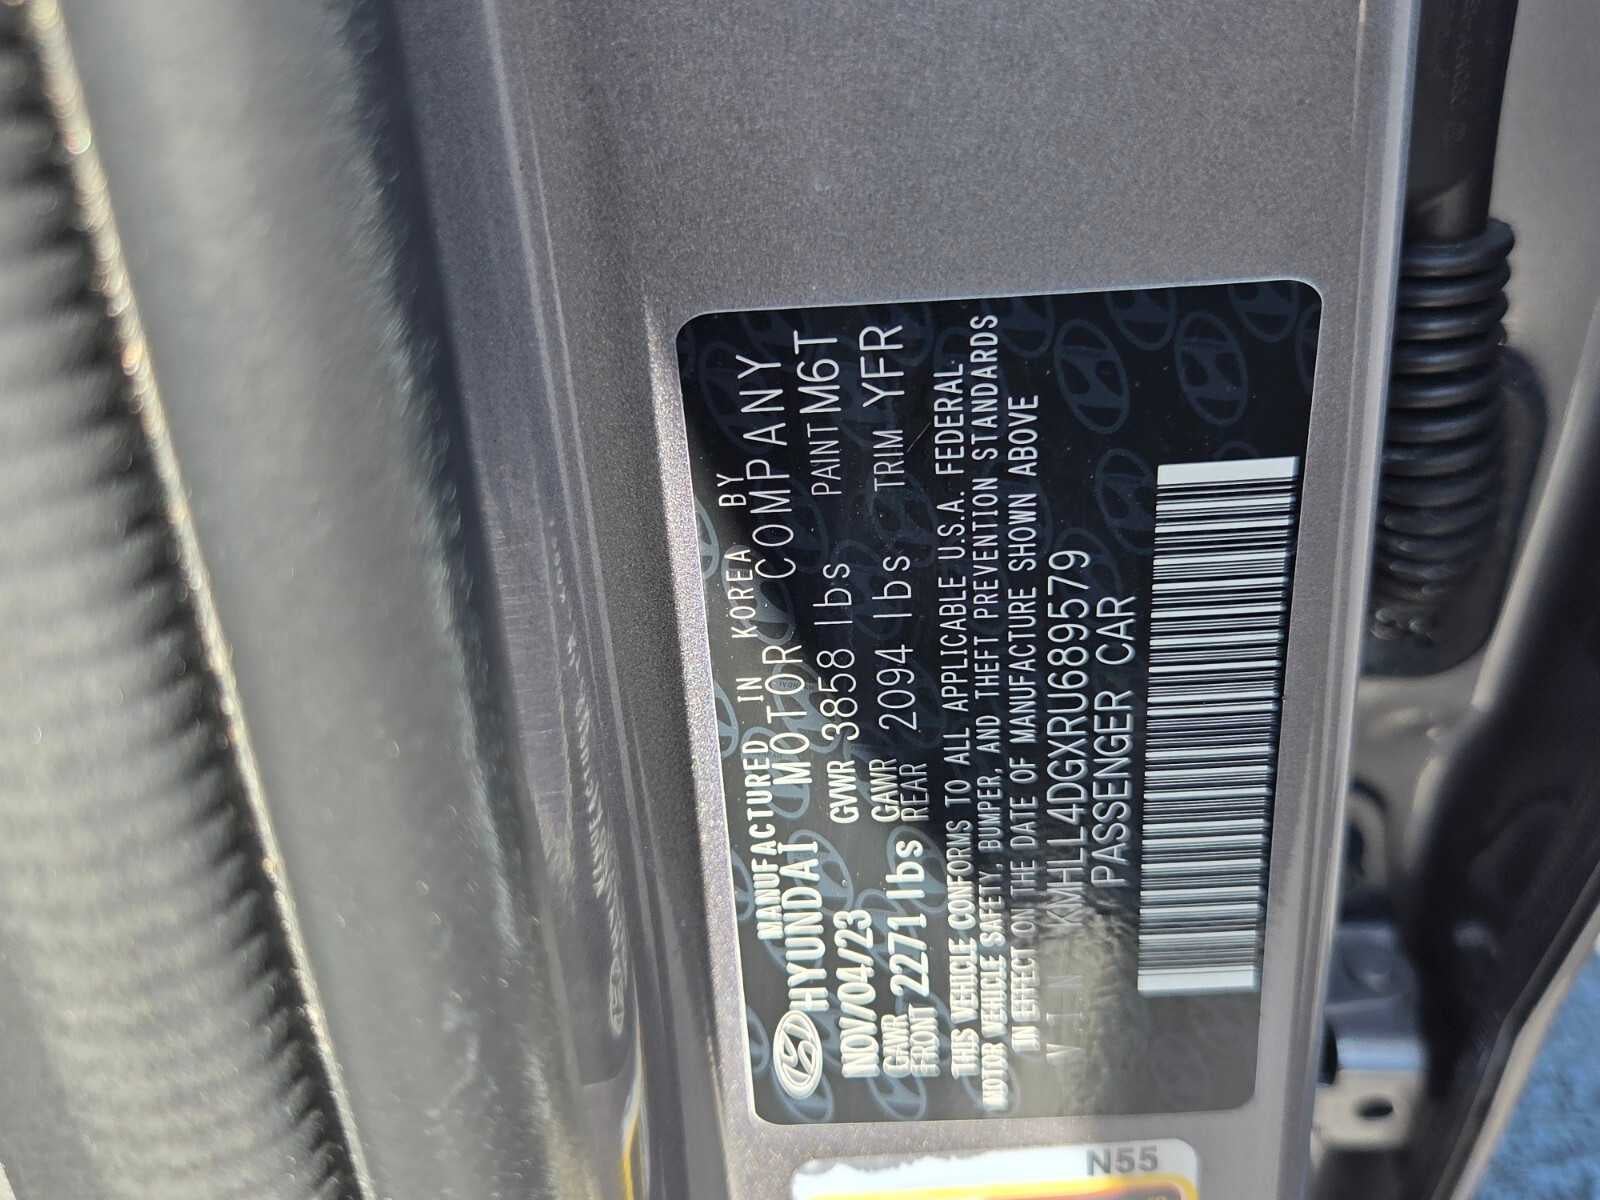 MANUFACTURED IN KOREA BY
HYUNDAI MOTOR COMPANY
NOV/04/23 GVWR 3858 lbs PAINT M6T
GAWR FRONT 2271 lbs GAWR REAR 2094 lbs TRIM YFR
THIS VEHICLE CONFORMS TO ALL APPLICABLE U.S.A. FEDERAL
MOTOR VEHICLE SAFETY, BUMPER, AND THEFT PREVENTION STANDARDS
IN EFFECT ON THE DATE OF MANUFACTURE SHOWN ABOVE
VIN KMHLL4DGXRU689579
PASSENGER CAR
N55